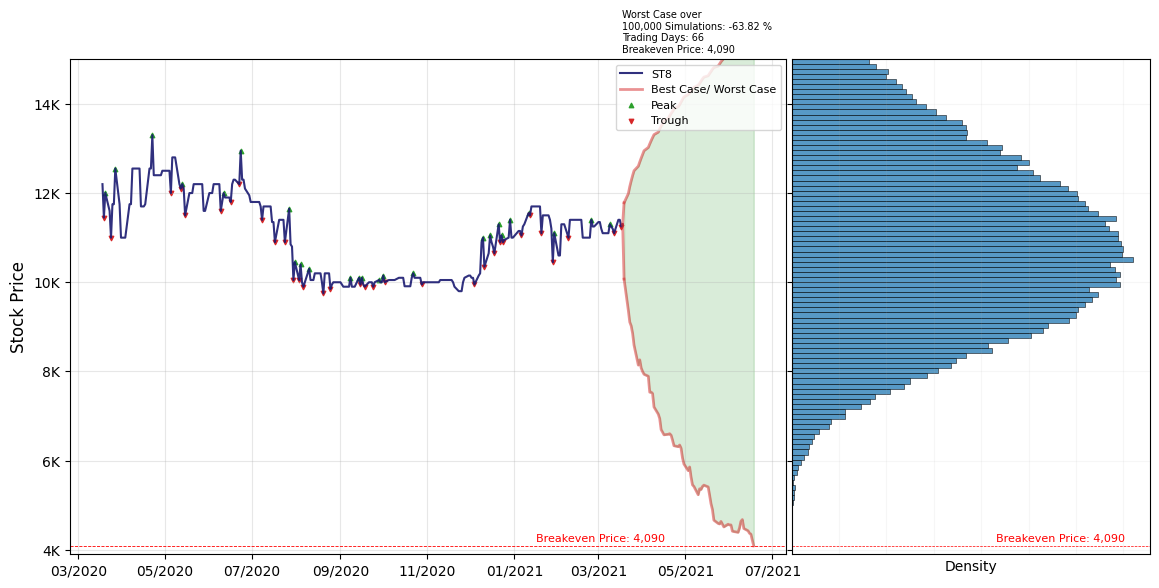 Worst Case over
100,000 Simulations: -63.82 %
Trading Days: 66
Breakeven Price: 4,090
ST8
Best Case/ Worst Case
Peak
Trough
Stock Price
14K
12K
10K
8K
6K
4K
Breakeven Price: 4,090
Breakeven Price: 4,090
03/2020 05/2020 07/2020 09/2020 11/2020 01/2021 03/2021 05/2021 07/2021
Density